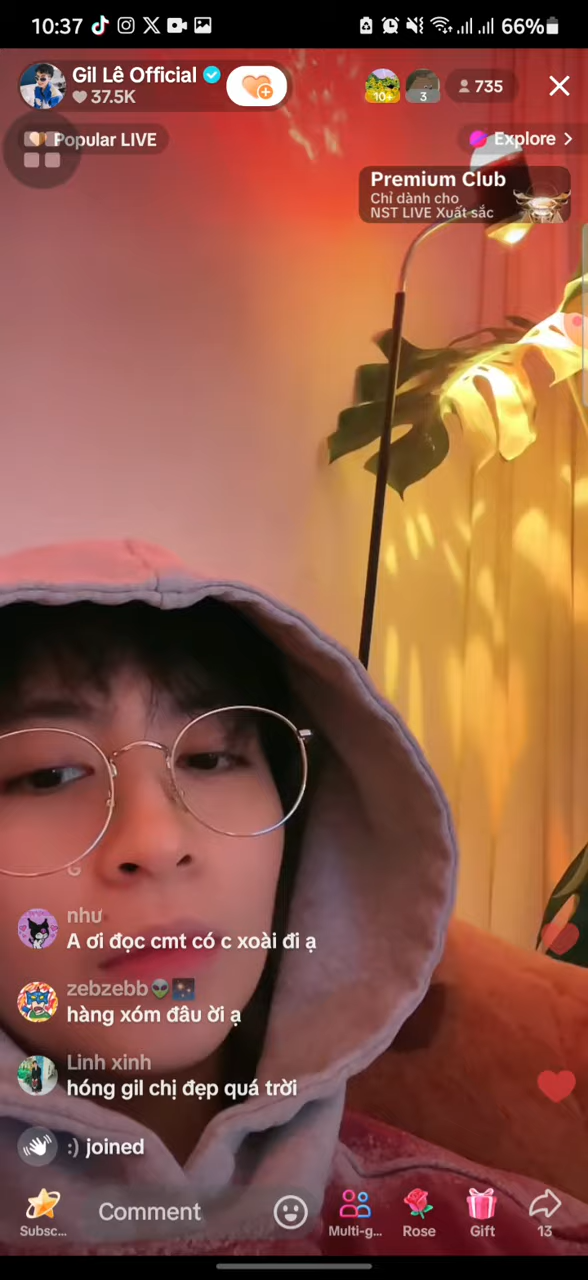 10:37
66%
Gil Lê Official
37.5K
10+
3
735
Popular LIVE
Explore >
Premium Club
Chỉ dành cho
NST LIVE Xuất sắc
như
A ơi đọc cmt có c xoài đi ạ
zebzebb
hàng xóm đâu ời ạ
Linh xinh
hóng gil chị đẹp quá trời
:) joined
Subsc...
Comment
Multi-g...
Rose
Gift
13